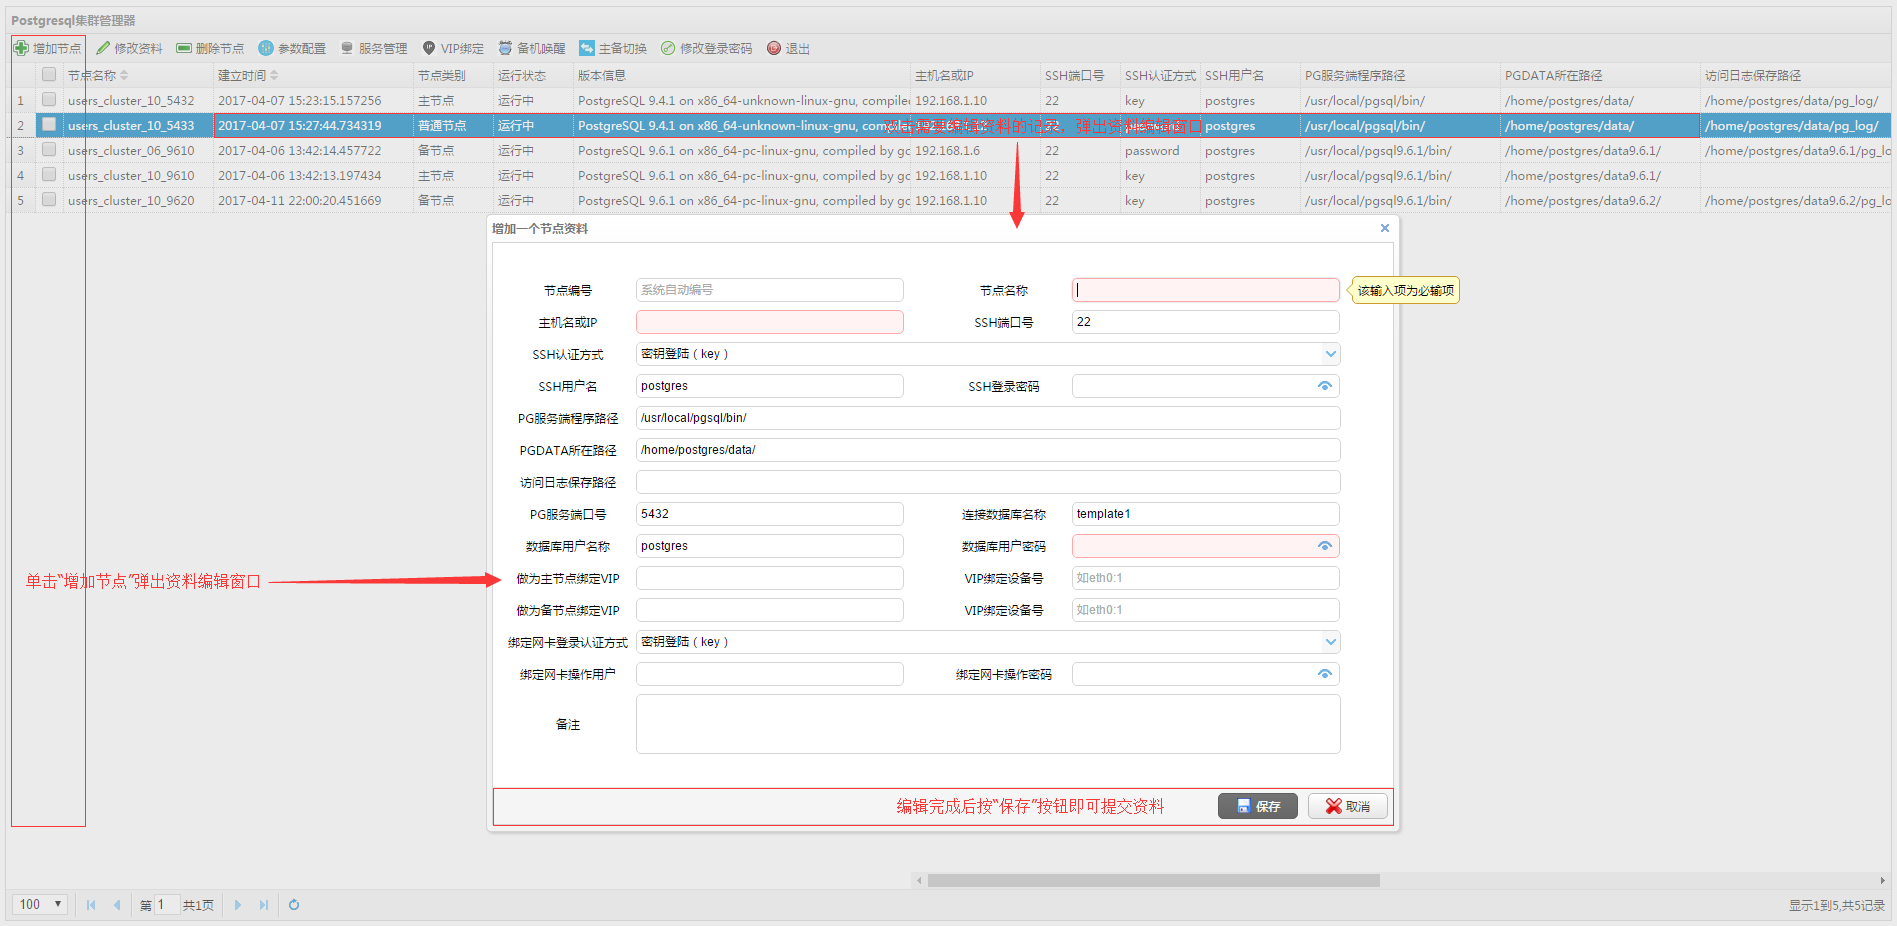 Postgresql集群管理器
增加节点 修改资料 删除节点 参数配置 服务管理 VIP绑定 备机唤醒 主备切换 修改登录密码 退出
节点名称 建立时间 节点类别 运行状态 版本信息 主机名或IP SSH端口号 SSH认证方式 SSH用户名 PG服务端程序路径 PGDATA所在路径 访问日志保存路径
1 users_cluster_10_5432 2017-04-07 15:23:15.157256 主节点 运行中 PostgreSQL 9.4.1 on x86_64-unknown-linux-gnu, compiled 192.168.1.10 22 key postgres /usr/local/pgsql/bin/ /home/postgres/data/ /home/postgres/data/pg_log/
2 users_cluster_10_5433 2017-04-07 15:27:44.734319 普通节点 运行中 PostgreSQL 9.4.1 on x86_64-unknown-linux-gnu, postgres /usr/local/pgsql/bin/ /home/postgres/data/ /home/postgres/data/pg_log/
需要编辑资料的记录，弹出资料编辑窗口
3 users_cluster_06_9610 2017-04-06 13:42:14.457722 备节点 运行中 PostgreSQL 9.6.1 on x86_64-pc-linux-gnu, compiled by gc 192.168.1.6 22 password postgres /usr/local/pgsql9.6.1/bin/ /home/postgres/data9.6.1/ /home/postgres/data9.6.1/pg_lo
4 users_cluster_10_9610 2017-04-06 13:42:13.197434 主节点 运行中 PostgreSQL 9.6.1 on x86_64-pc-linux-gnu, compiled by gc 192.168.1.10 22 key postgres /usr/local/pgsql9.6.1/bin/ /home/postgres/data9.6.1/
5 users_cluster_10_9620 2017-04-11 22:00:20.451669 备节点 运行中 PostgreSQL 9.6.1 on x86_64-pc-linux-gnu, compiled by gc 192.168.1.10 22 key postgres /usr/local/pgsql9.6.1/bin/ /home/postgres/data9.6.2/ /home/postgres/data9.6.2/pg_lo
增加一个节点资料
节点编号 系统自动编号 节点名称 该输入项为必输项
主机名或IP SSH端口号 22
SSH认证方式 密钥登陆（key）
SSH用户名 postgres SSH登录密码
PG服务端程序路径 /usr/local/pgsql/bin/
PGDATA所在路径 /home/postgres/data/
访问日志保存路径
PG服务端口号 5432 连接数据库名称 template1
数据库用户名称 postgres 数据库用户密码
单击“增加节点”弹出资料编辑窗口
做为主节点绑定VIP VIP绑定设备号 如eth0:1
做为备节点绑定VIP VIP绑定设备号 如eth0:1
绑定网卡登录认证方式 密钥登陆（key）
绑定网卡操作用户 绑定网卡操作密码
备注
编辑完成后按“保存”按钮即可提交资料 保存 取消
100 第 1 共1页 显示1到5,共5记录